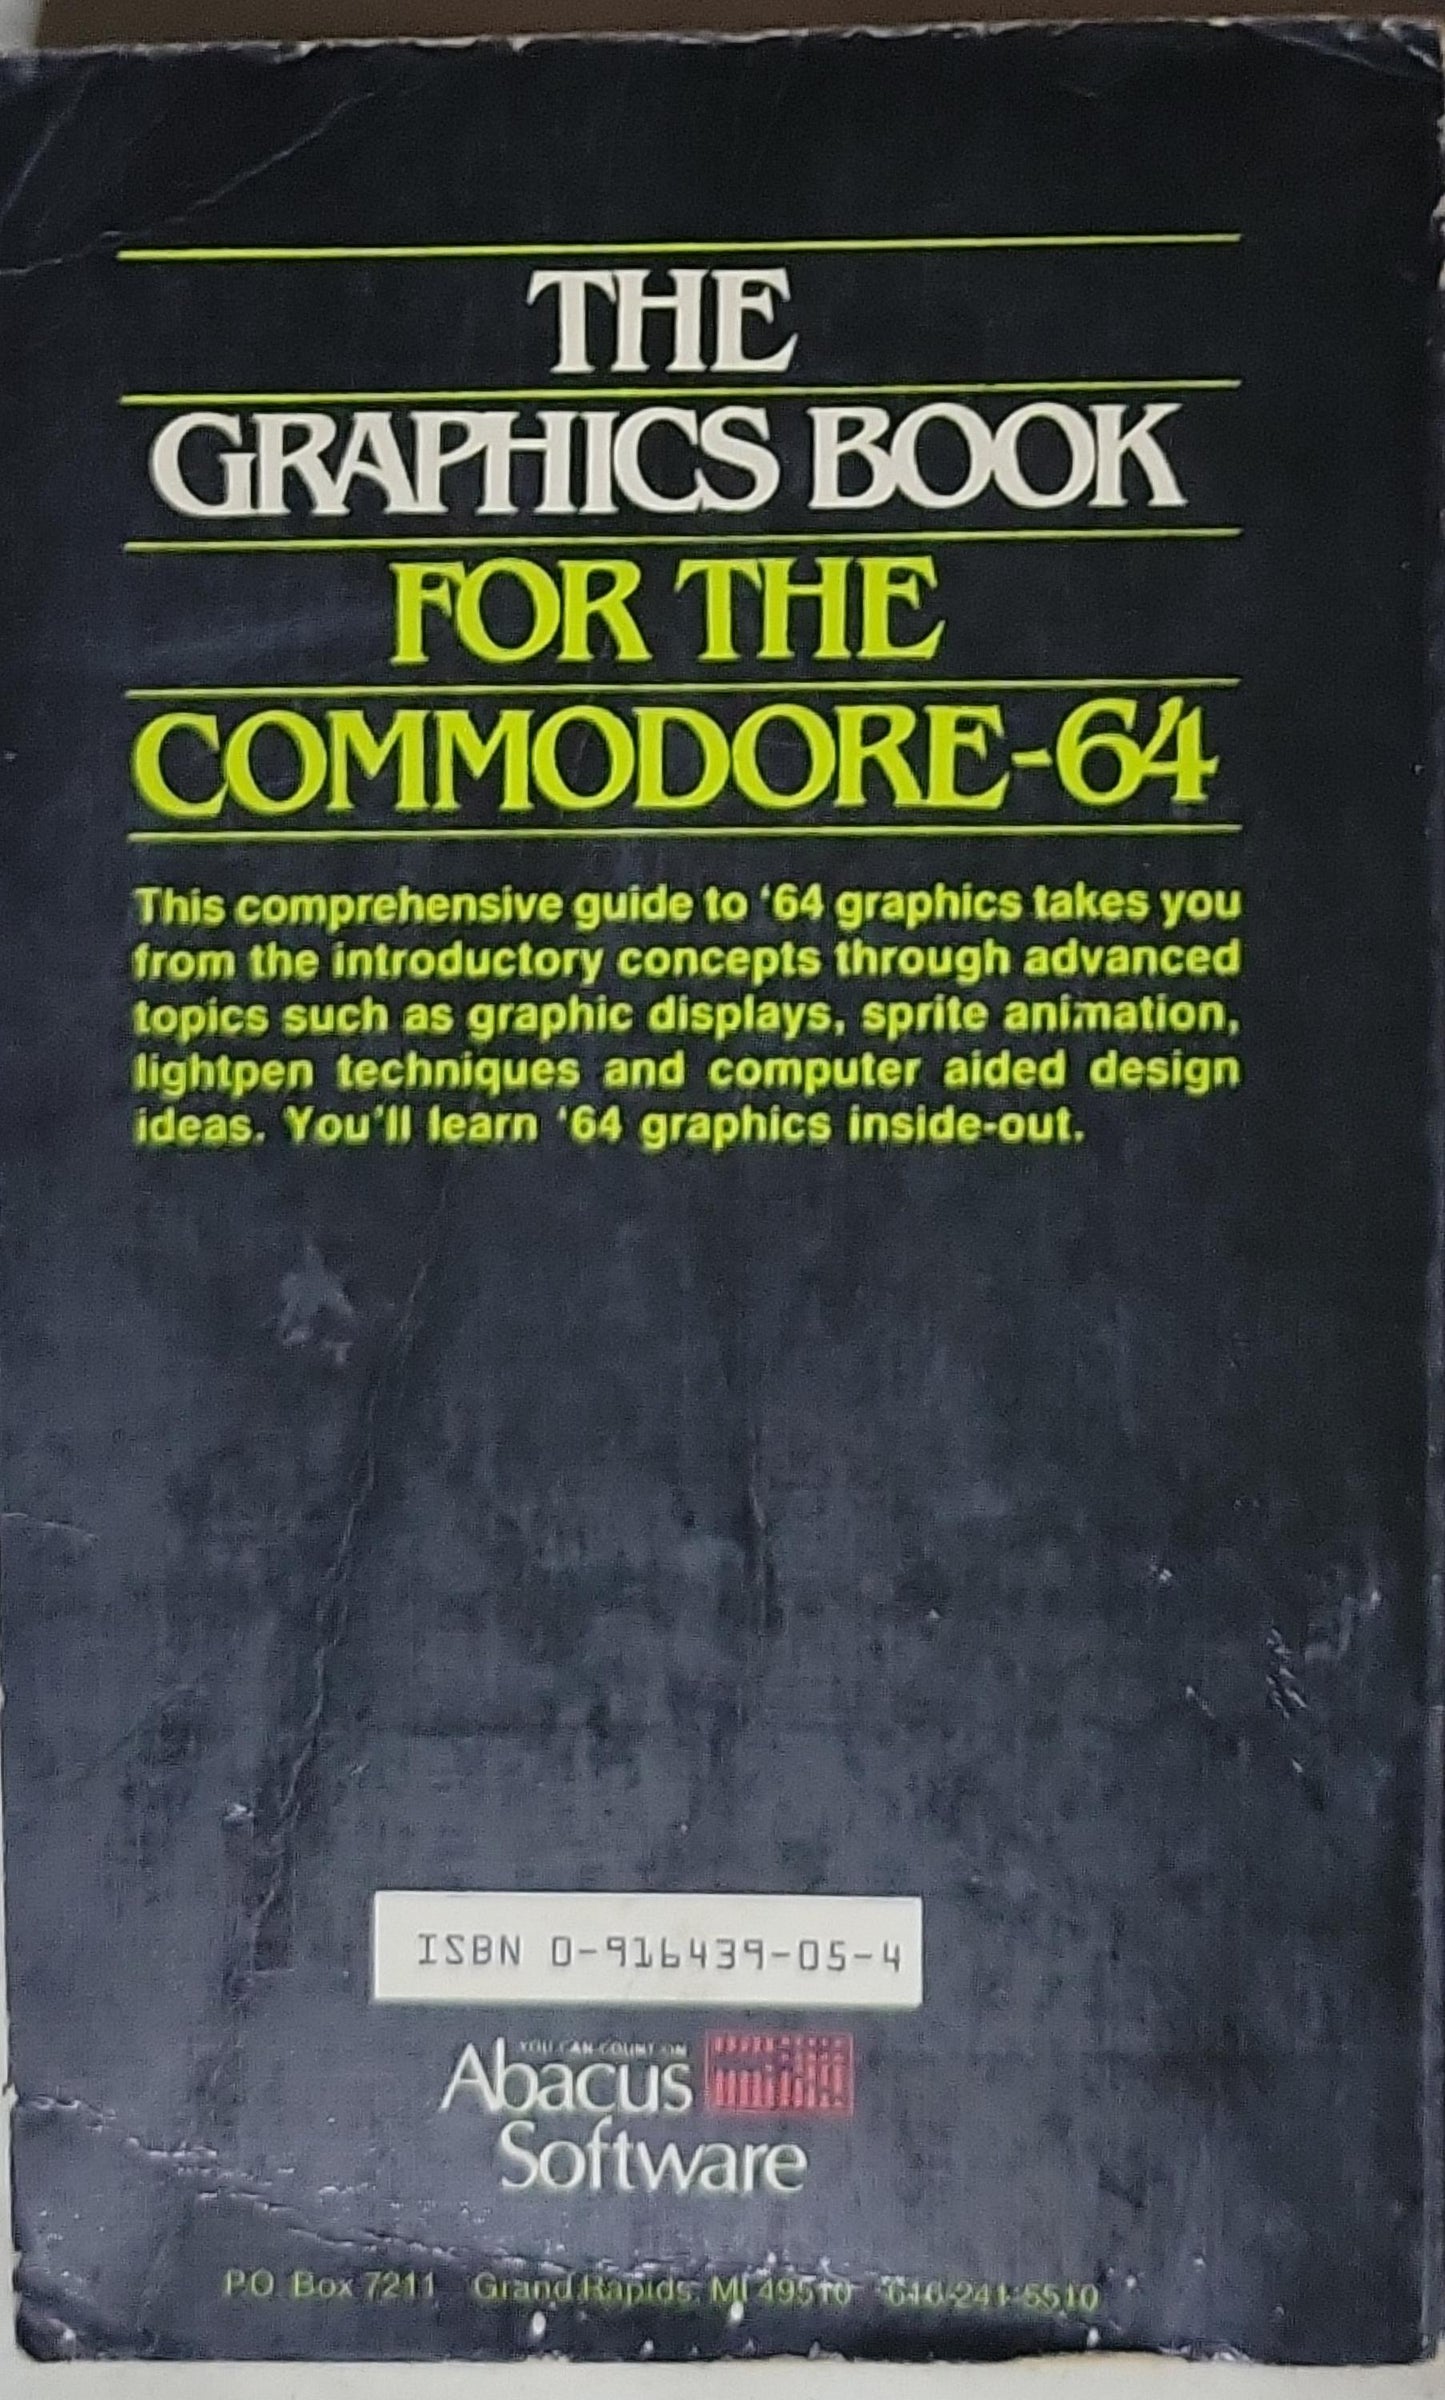 THE
GRAPHICS BOOK
FOR THE
COMMODORE-64
This comprehensive guide to ‘64 graphics takes you
from the introductory concepts through advanced
topics such as graphic displays, sprite animation,
lightpen techniques and computer aided design
ideas. You’ll learn ‘64 graphics inside-out.
ISBN 0-916439-05-4
YOU CAN COUNT ON
Abacus
Software
P.O. Box 7211 Grand Rapids, MI 49510 616-241-5510